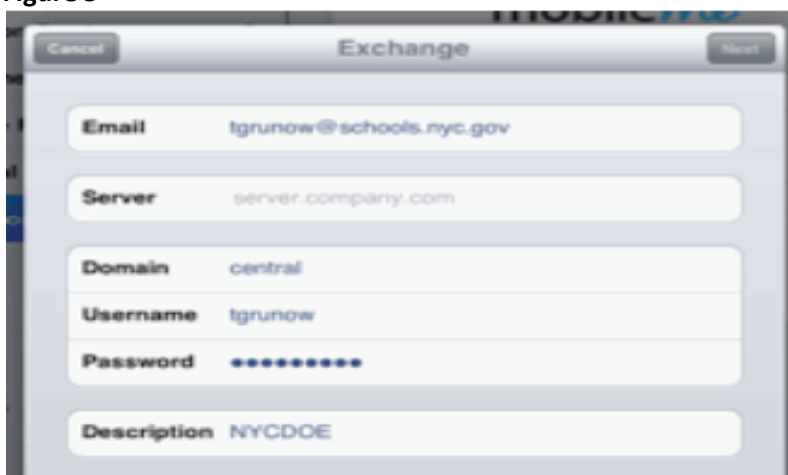 mobileme
Cancel Exchange Next
Email tgrunow@schools.nyc.gov
Server server.company.com
Domain central
Username tgrunow
Password •••••••••
Description NYCDOE